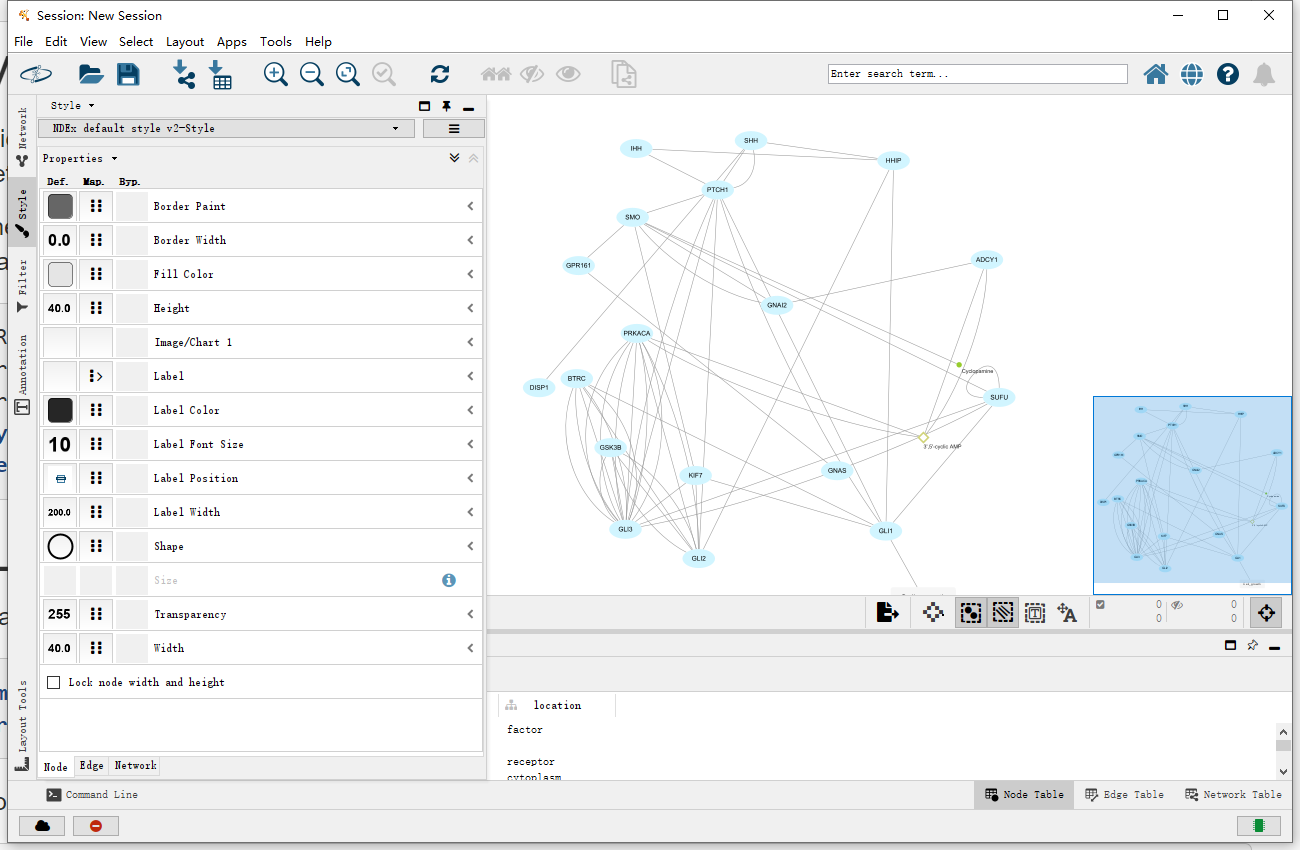 Session: New Session
File Edit View Select Layout Apps Tools Help
Enter search term...
Network
Style
Filter
Annotation
Layout Tools
Style
NDEx default style v2-Style
Properties
Def. Map. Byp.
Border Paint
0.0 Border Width
Fill Color
40.0 Height
Image/Chart 1
Label
Label Color
10 Label Font Size
Label Position
200.0 Label Width
Shape
Size
255 Transparency
40.0 Width
Lock node width and height
Node Edge Network
IHH
SHH
HHIP
PTCH1
SMO
GPR161
ADCY1
GNAI2
PRKACA
Cyclopamine
BTRC
DISP1
SUFU
3',5'-cyclic AMP
GSK3B
KIF7
GNAS
GLI3
GLI1
GLI2
0 0
0 0
location
factor
receptor
cytoplasm
Command Line
Node Table Edge Table Network Table